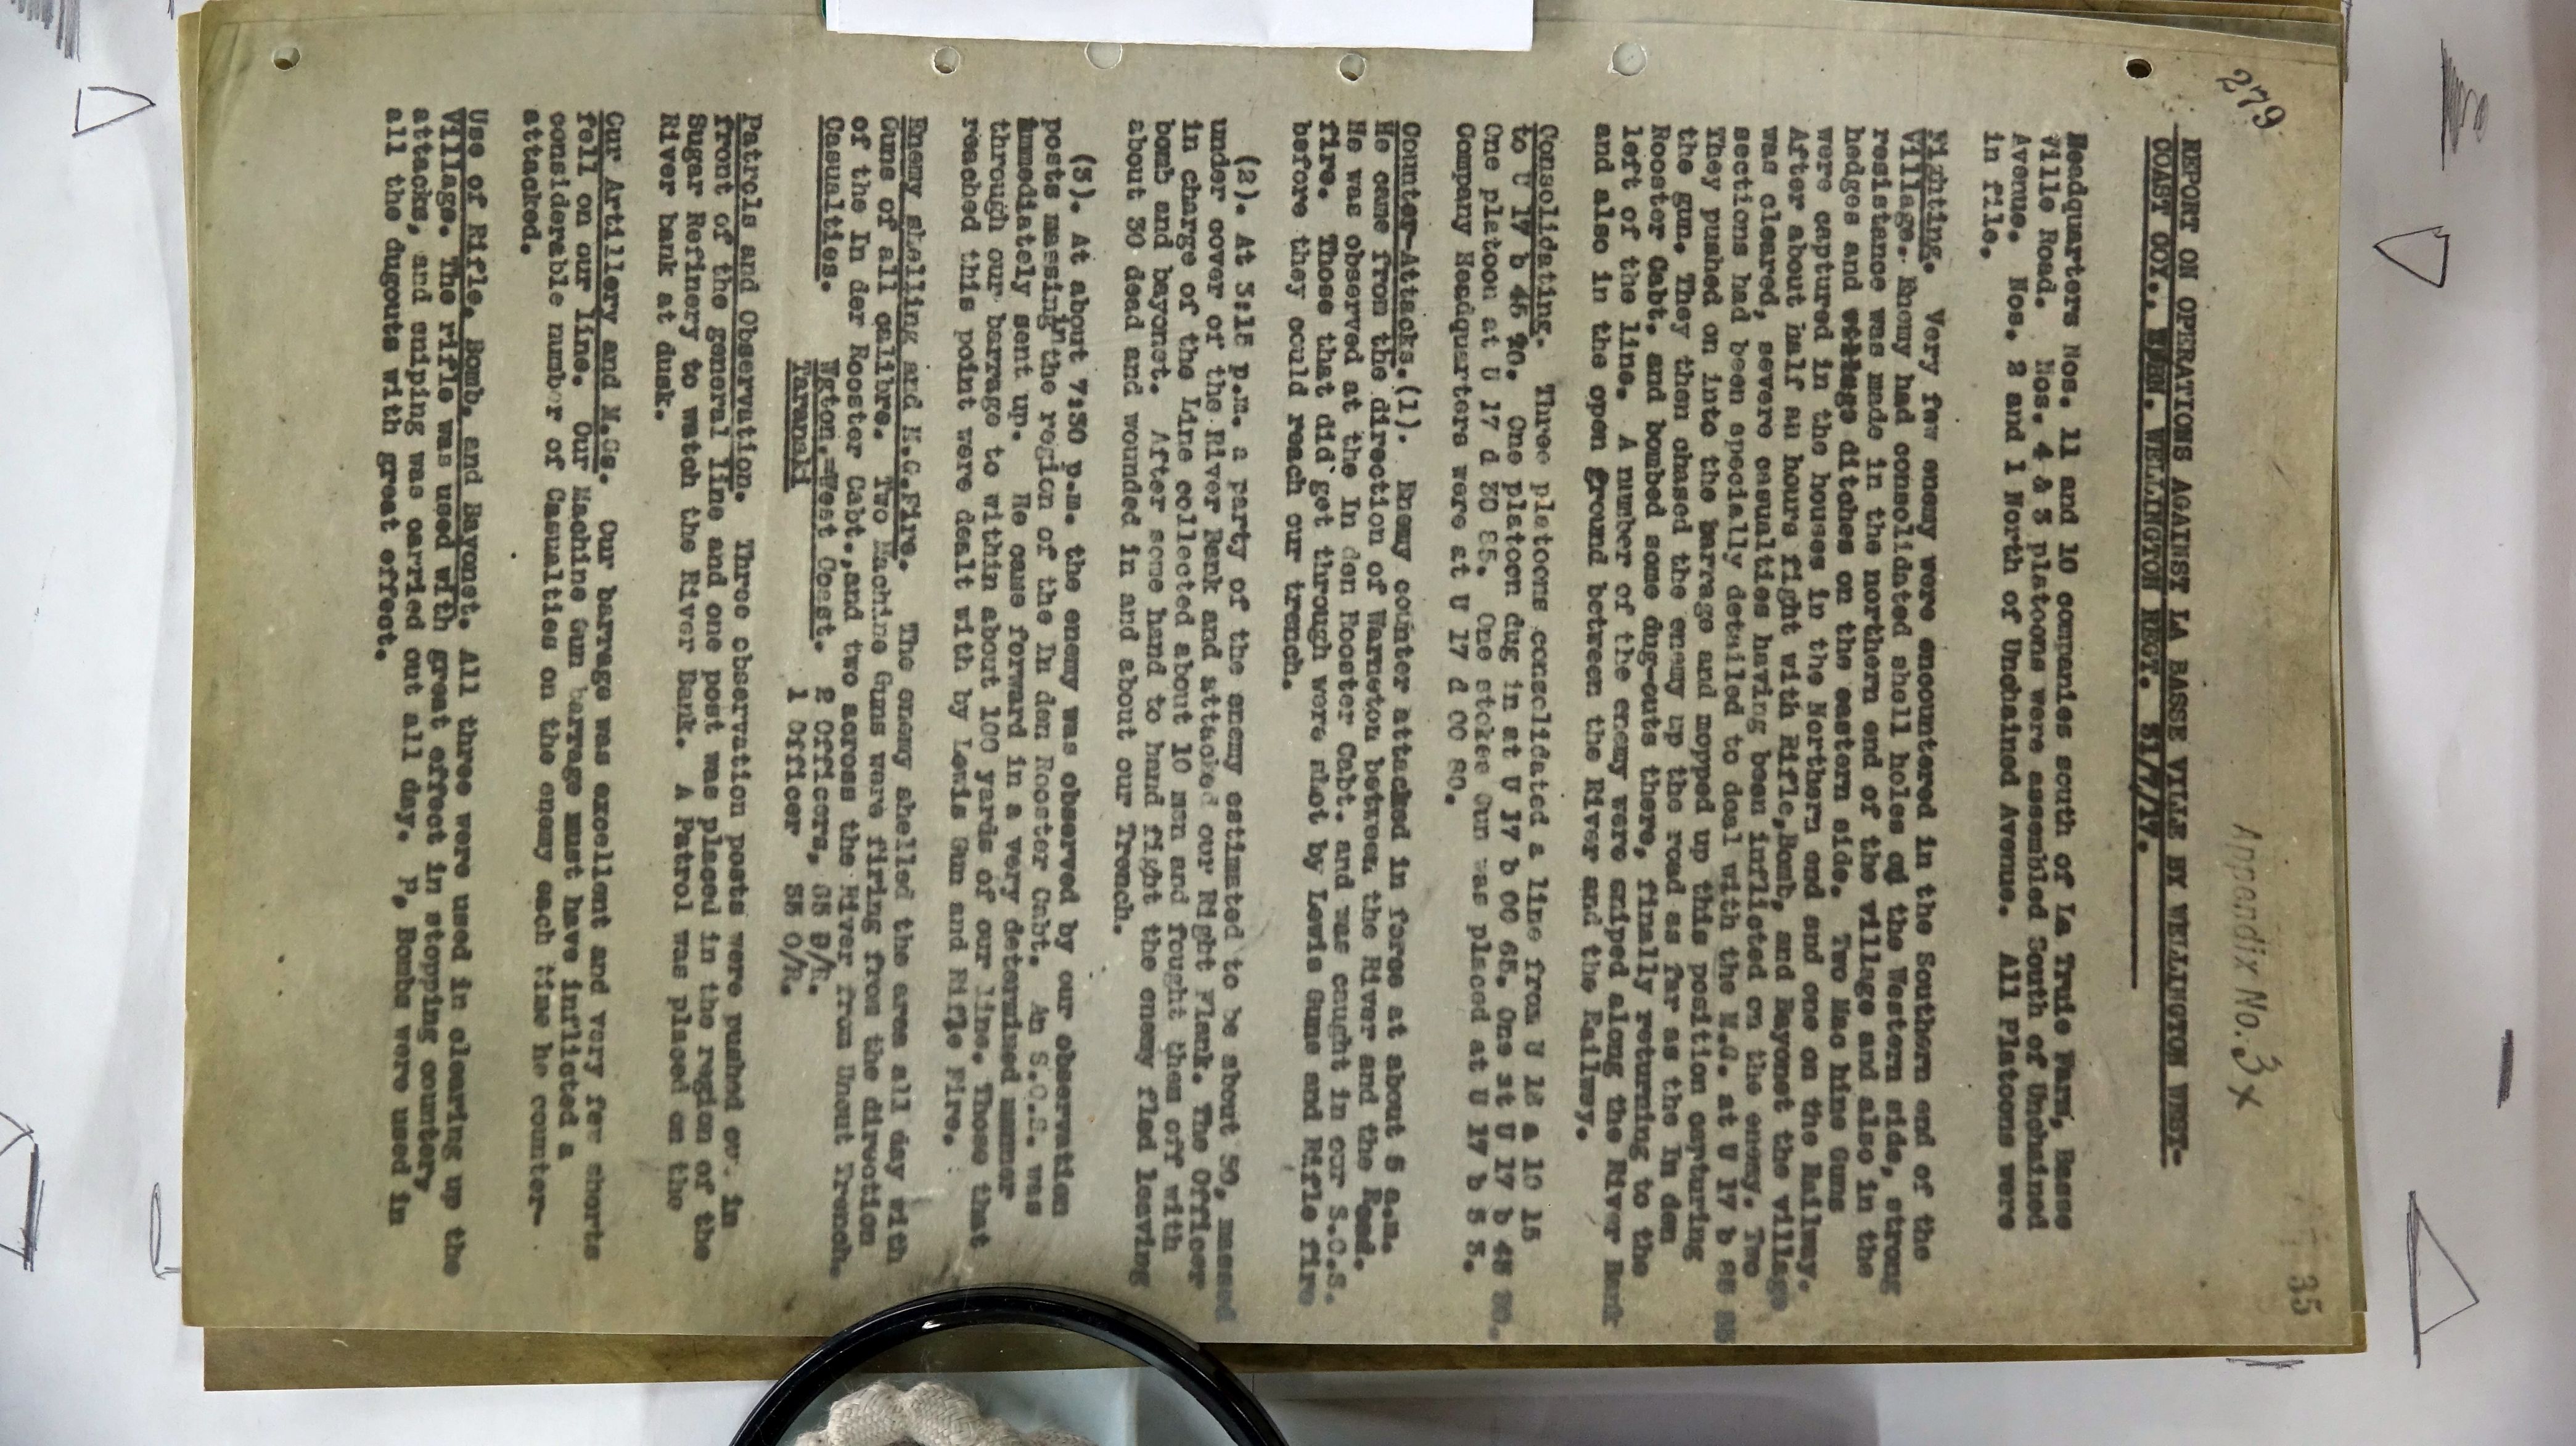 279
Appendix No. 3x
35
REPORT ON OPERATIONS AGAINST LA BASSE VILLE BY WELLINGTON WEST-
COAST COY., WELLINGTON REGT. 31/7/17.
Headquarters Nos. 11 and 10 companies south of La Truie Farm, Basse
Ville Road. Nos. 4 & 3 platoons were assembled South of Unchained
Avenue. Nos. 2 and 1 North of Unchained Avenue. All Platoons were
in file.
Fighting. Very few enemy were encountered in the Southern end of the
Village. Enemy had consolidated shell holes on the Western side, strong
resistance was made in the northern end of the village and also in the
hedges and ditches on the eastern side. Two Mac hine Guns
were captured in the houses in the Northern end and one on the Railway.
After about half an hours fight with Rifle,Bomb, and Bayonet the village
was cleared, severe casualties having been inflicted on the enemy. Two
sections had been specially detailed to deal with the M.G. at U 17 b
They pushed on into the barrage and mopped up this position capturing
the gun. They then chased the enemy up the road as far as the In den
Rooster Cabt. and bombed some dug-outs there, finally returning to the
left of the line. A number of the enemy were sniped along the River Bank
and also in the open ground between the River and the Railway.
Consolidating. Three platoons consolidated a line from U 12 a 10 15
to U 17 b 45 20. One platoon dug in at U 17 b 00 65. One at U 17 b 45
One platoon at U 17 d 30 85. One stokes Gun was placed at U 17 b 5 3.
Company Headquarters were at U 17 d 00 80.
Counter-Attacks.(1). Enemy counter attacked in force at about 5 a.m.
He came from the direction of Warneton between the River and the Road.
He was observed at the In den Rooster Cabt. and was caught in our S.O.S.
fire. Those that did get through were shot by Lewis Guns and Rifle fire
before they could reach our trench.
(2). At 3:15 p.m. a party of the enemy estimated to be about 50, massed
under cover of the River Bank and attacked our Right Flank. The Officer
in charge of the Line collected about 10 men and fought them off with
bomb and bayonet. After some hand to hand fight the enemy fled leaving
about 30 dead and wounded in and about our Trench.
(3). At about 7:30 p.m. the enemy was observed by our observation
posts massing in the region of the In den Rooster Cabt. An S.O.S. was
immediately sent up. He came forward in a very determined manner
through our barrage to within about 100 yards of our line. Those that
reached this point were dealt with by Lewis Gun and Rifle Fire.
Enemy shelling and M.G.Fire. The enemy shelled the area all day with
Guns of all calibre. Two Machine Guns were firing from the direction
of the In der Rooster Cabt.,and two across the River from Unout Trench.
Casualties. Wgton.=West Coast. 2 Officers, 35 O/R.
Taranaki 1 Officer 35 O/R.
Patrols and Observation. Three observation posts were pushed out in
front of the general line and one post was placed in the region of the
Sugar Refinery to watch the River Bank. A Patrol was placed on the
River bank at dusk.
Our Artillery and M.Gs. Our barrage was excellent and very few shorts
fell on our line. Our Machine Gun barrage must have inflicted a
considerable number of Casualties on the enemy each time he counter-
attacked.
Use of Rifle, Bomb, and Bayonet. All three were used in clearing up the
Village. The rifle was used with great effect in stopping country
attacks, and sniping was carried out all day. P, Bombs were used in
all the dugouts with great effect.